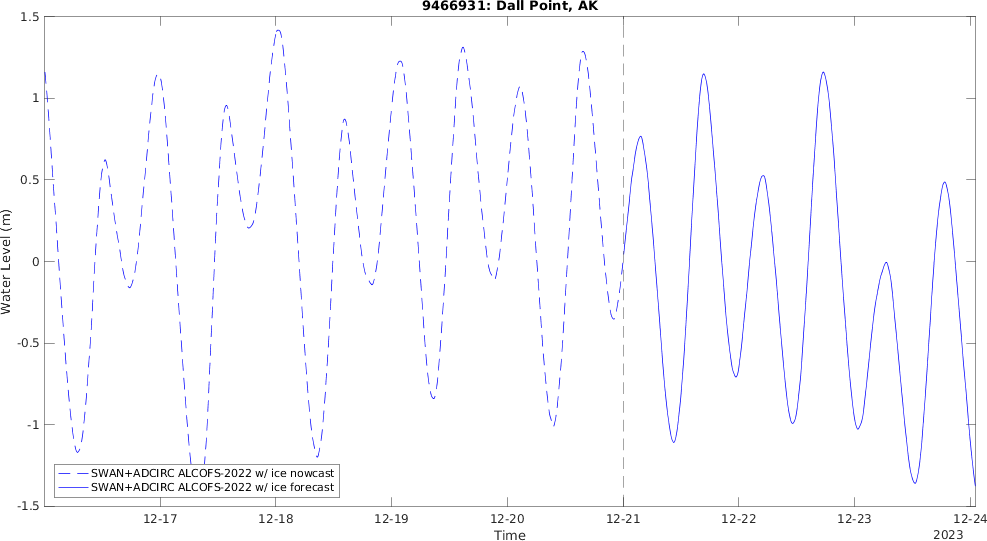 9466931: Dall Point, AK
1.5
1
0.5
0
-0.5
-1
-1.5
Water Level (m)
SWAN+ADCIRC ALCOFS-2022 w/ ice nowcast
SWAN+ADCIRC ALCOFS-2022 w/ ice forecast
12-17 12-18 12-19 12-20 12-21 12-22 12-23 12-24
Time
2023